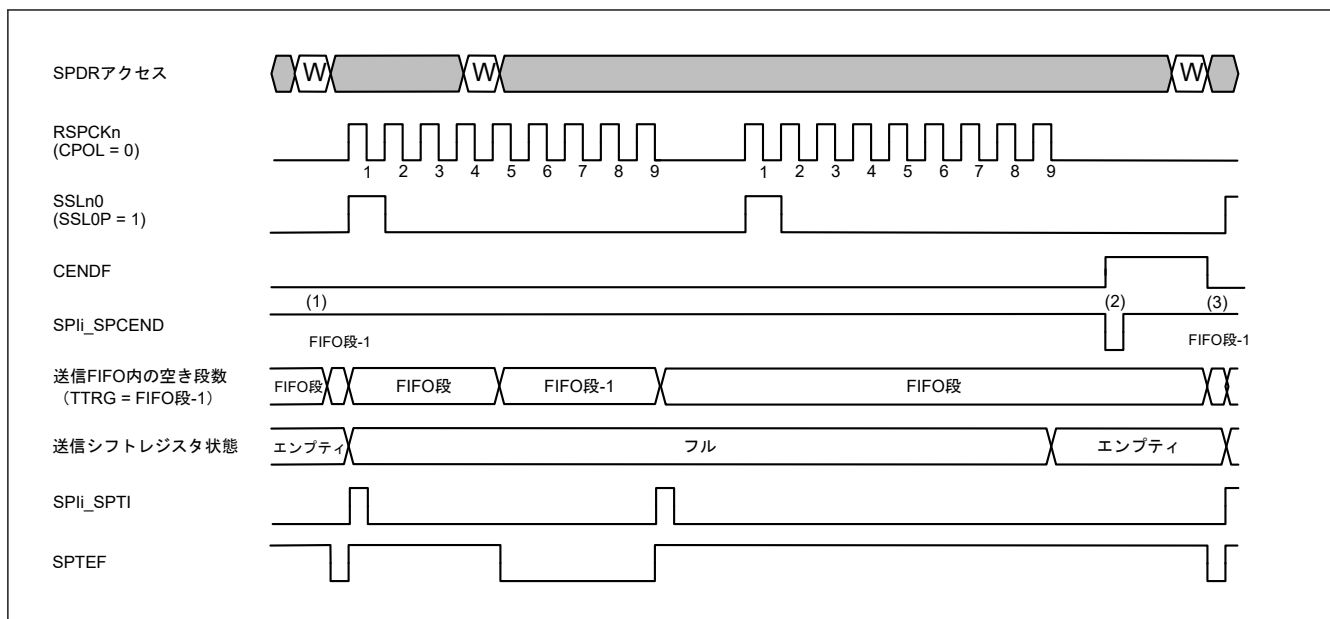 SPDRアクセス
W
W
W
RSPCKn
(CPOL = 0)
1 2 3 4 5 6 7 8 9
1 2 3 4 5 6 7 8 9
SSLn0
(SSL0P = 1)
CENDF
(1)
(2)
(3)
SPIi_SPCEND
FIFO段-1
FIFO段-1
送信FIFO内の空き段数
(TTRG = FIFO段-1)
FIFO段
FIFO段
FIFO段-1
FIFO段
送信シフトレジスタ状態
エンプティ
フル
エンプティ
SPIi_SPTI
SPTEF